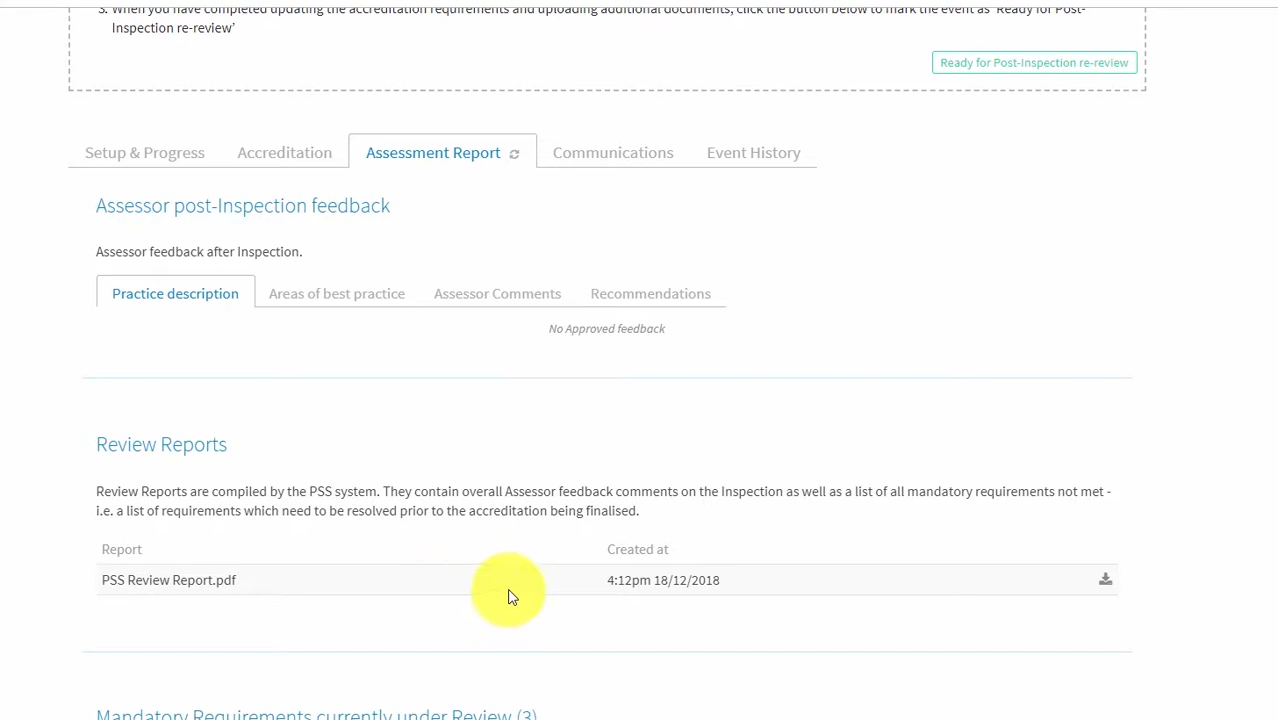 3. When you have completed updating the accreditation requirements and uploading additional documents, click the button below to mark the event as 'Ready for Post-
Inspection re-review'
Ready for Post-Inspection re-review
Setup & Progress Accreditation Assessment Report Communications Event History
Assessor post-Inspection feedback
Assessor feedback after Inspection.
Practice description Areas of best practice Assessor Comments Recommendations
No Approved feedback
Review Reports
Review Reports are compiled by the PSS system. They contain overall Assessor feedback comments on the Inspection as well as a list of all mandatory requirements not met -
i.e. a list of requirements which need to be resolved prior to the accreditation being finalised.
Report Created at
PSS Review Report.pdf 4:12pm 18/12/2018
Mandatory Requirements currently under Review (3)